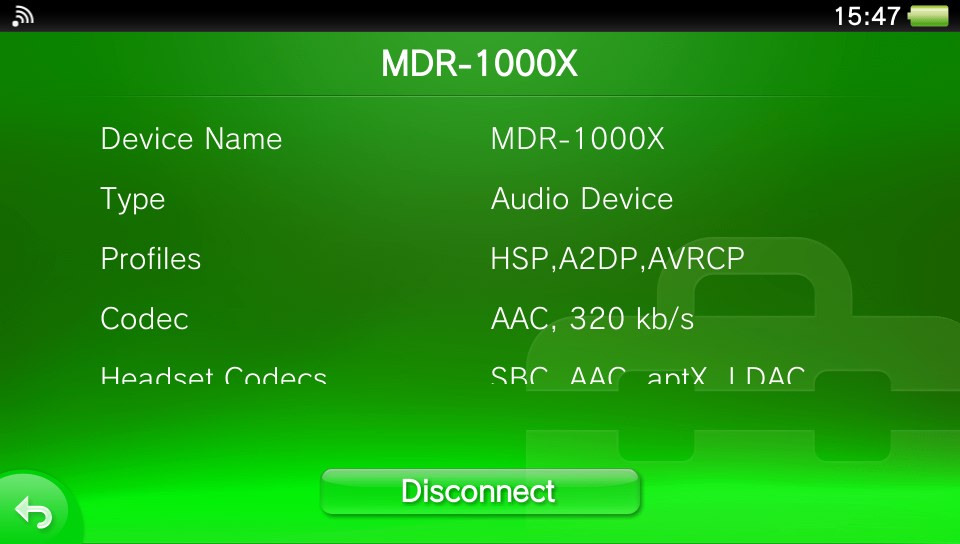 15:47
MDR-1000X
Device Name MDR-1000X
Type Audio Device
Profiles HSP,A2DP,AVRCP
Codec AAC, 320 kb/s
Headset Codecs SBC, AAC, aptX, LDAC
Disconnect